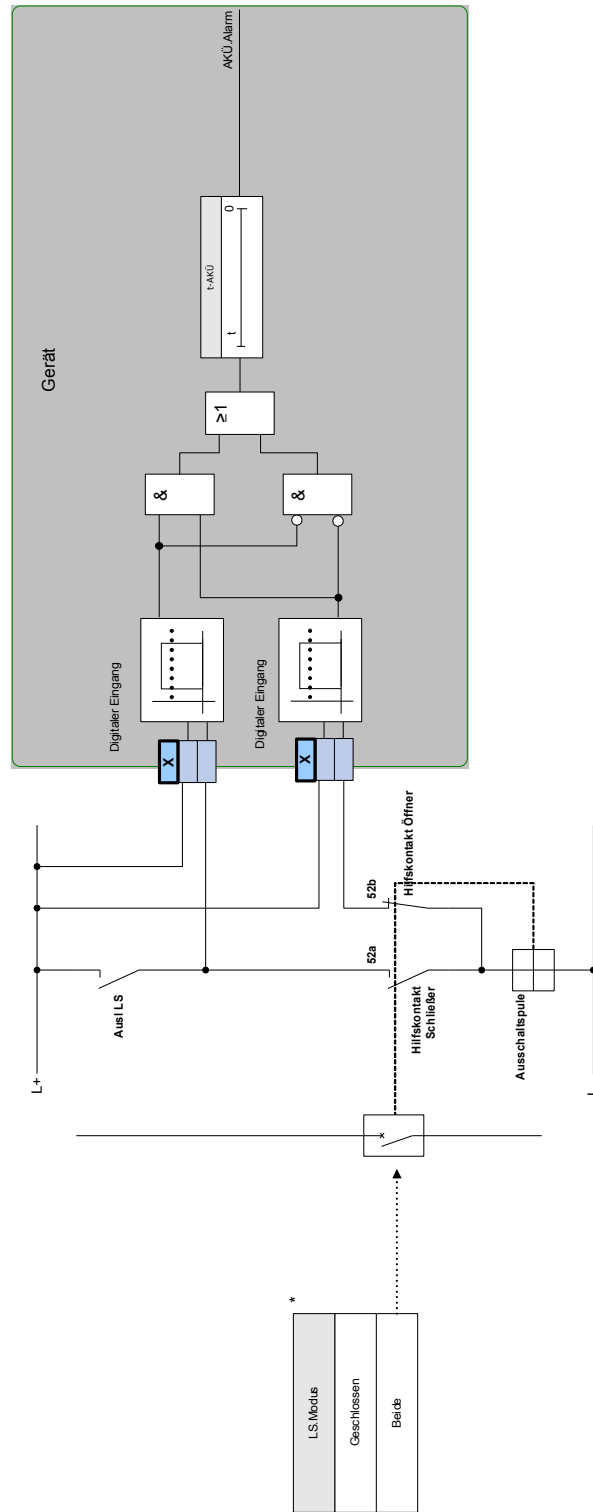 Gerät
AKÜ.Alarm
t-AKÜ
t
0
≥1
&
&
Digitaler Eingang
Digitaler Eingang
X
X
L+
Ausl LS
52a
52b
Hilfskontakt
Schließer
Hilfskontakt Öffner
Ausschaltspule
L-
x
*
LS.Modus
Geschlossen
Beide